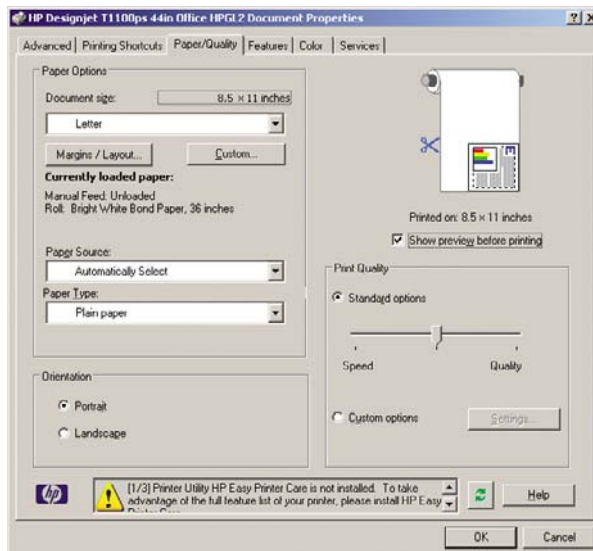 HP Designjet T1100ps 44in Office HPGL2 Document Properties
Advanced Printing Shortcuts Paper/Quality Features Color Services
Paper Options
Document size: 8.5 × 11 inches
Letter
Margins / Layout... Custom...
Currently loaded paper:
Manual Feed: Unloaded
Roll: Bright White Bond Paper, 36 inches
Paper Source:
Automatically Select
Paper Type:
Plain paper
Orientation
Portrait
Landscape
Printed on: 8.5 × 11 inches
Show preview before printing
Print Quality
Standard options
Speed Quality
Custom options Settings...
hp
[1/3] Printer Utility HP Easy Printer Care is not installed. To take
advantage of the full feature list of your printer, please install HP Easy
Help
OK Cancel